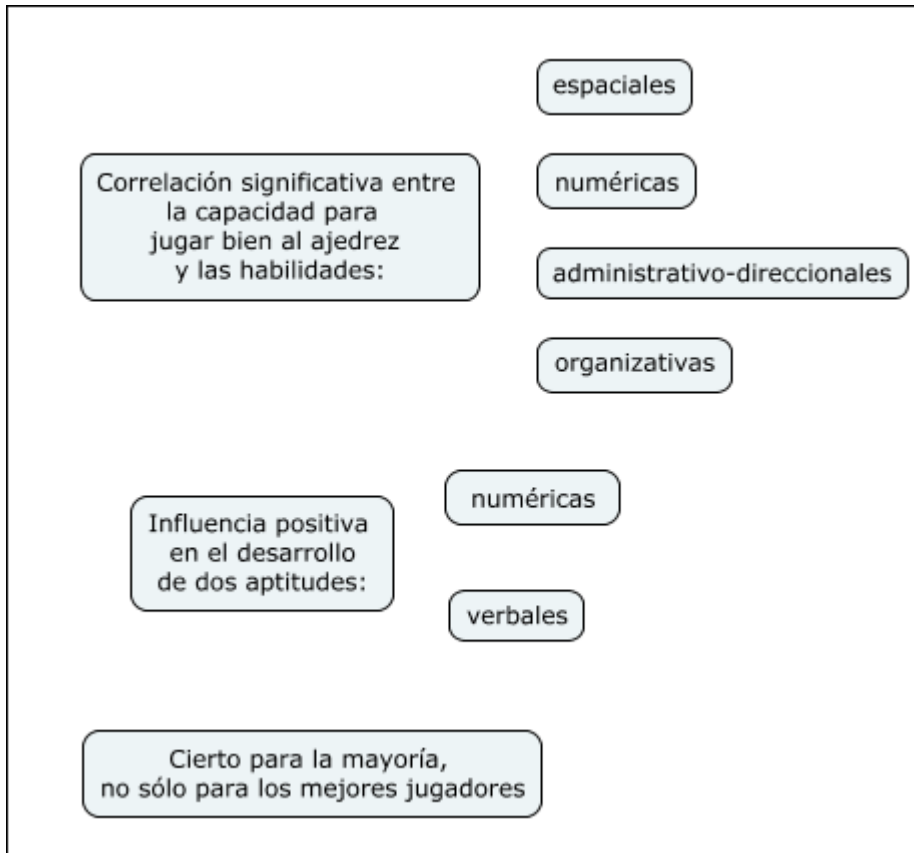 Correlación significativa entre
la capacidad para
jugar bien al ajedrez
y las habilidades:
espaciales
numéricas
administrativo-direccionales
organizativas
Influencia positiva
en el desarrollo
de dos aptitudes:
numéricas
verbales
Cierto para la mayoría,
no sólo para los mejores jugadores